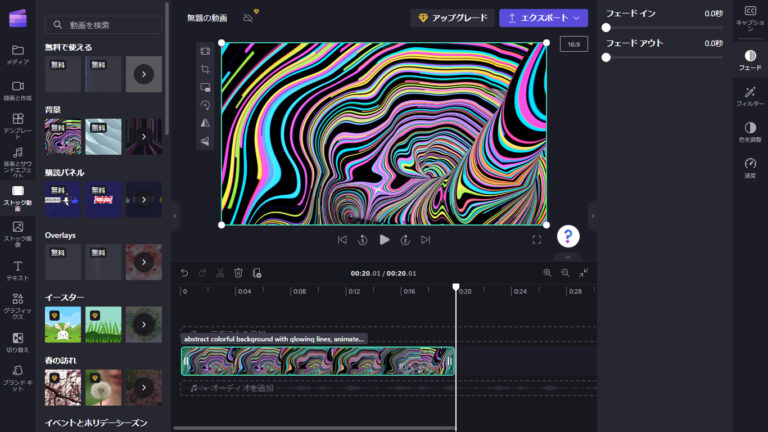 メディア
録画と作成
テンプレー
ト
音楽とサウ
ンドエフェ
クト
ストック動
画
ストック画
像
テキスト
グラフィッ
クス
切り替え
ブランド キ
ット
動画を検索
無料で使える
無料
無料
背景
無料
無料
購読パネル
無料
無料
Overlays
無料
無料
イースター
春の訪れ
イベントとホリデーシーズン
無題の動画
アップグレード
エクスポート
16:9
00:20.01 / 00:20.01
0
0:04
0:08
0:12
0:16
0:20
0:24
0:28
abstract colorful background with glowing lines, animate...
+ オーディオを追加
フェード イン
0.0秒
フェード アウト
0.0秒
キャプショ
ン
フェード
フィルター
色を調整
速度